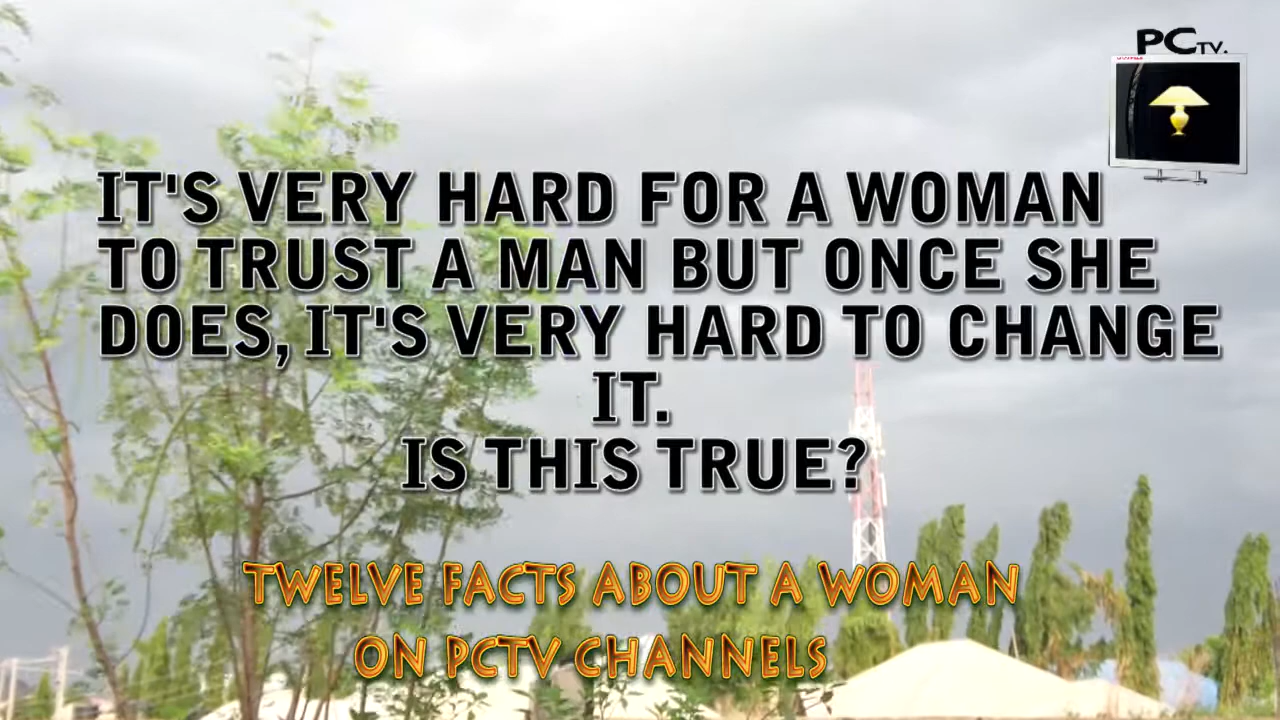 PCTV.
IT'S VERY HARD FOR A WOMAN
TO TRUST A MAN BUT ONCE SHE
DOES, IT'S VERY HARD TO CHANGE
IT.
IS THIS TRUE?
TWELVE FACTS ABOUT A WOMAN
ON PCTV CHANNELS